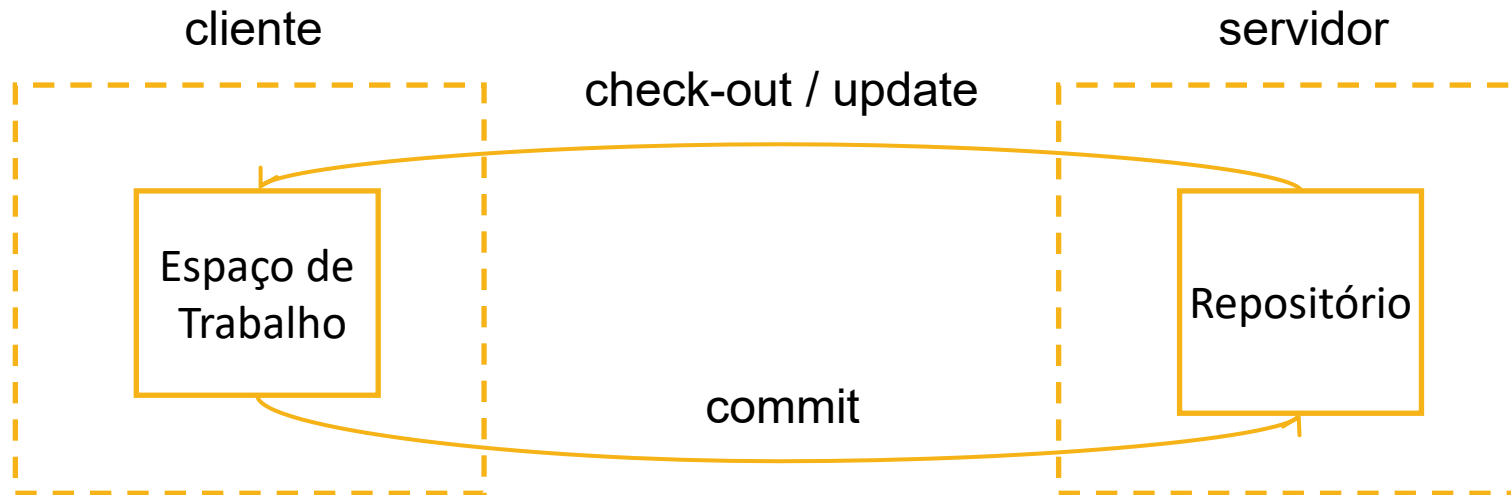 cliente
servidor
check-out / update
Espaço de
Trabalho
Repositório
commit